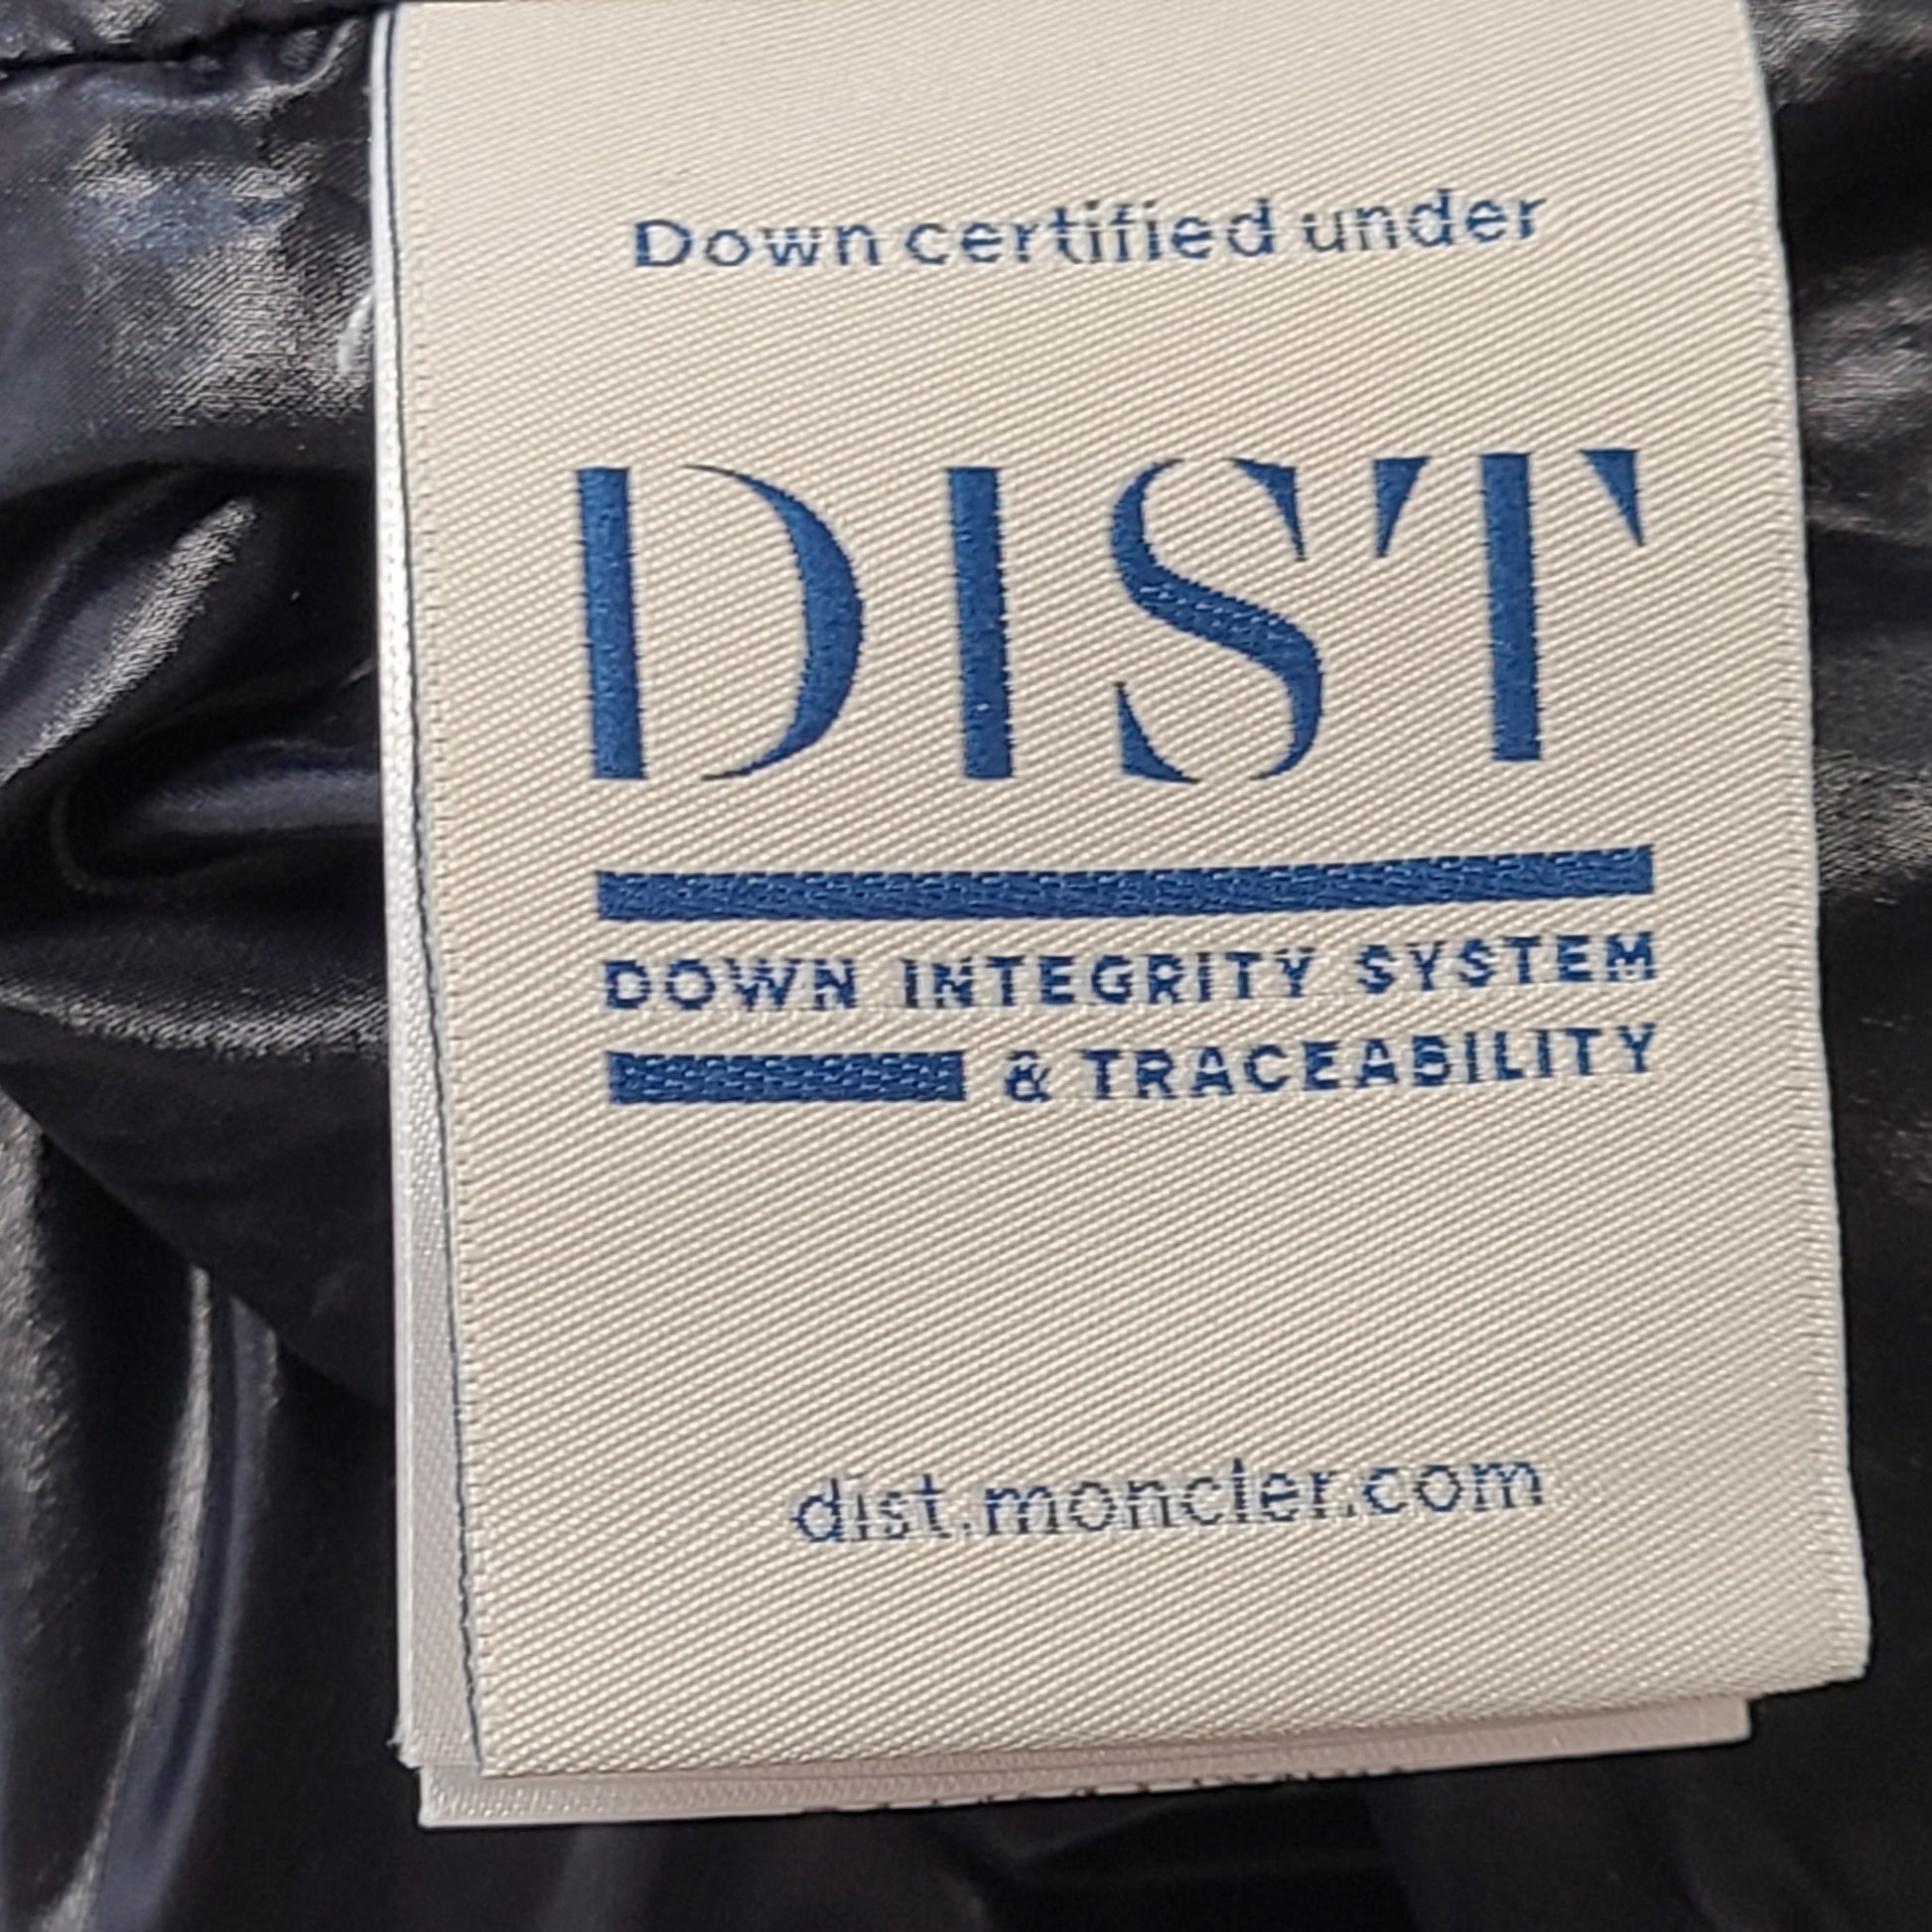 Down certified under
DIST
DOWN INTEGRITY SYSTEM
& TRACEABILITY
dist.moncler.com